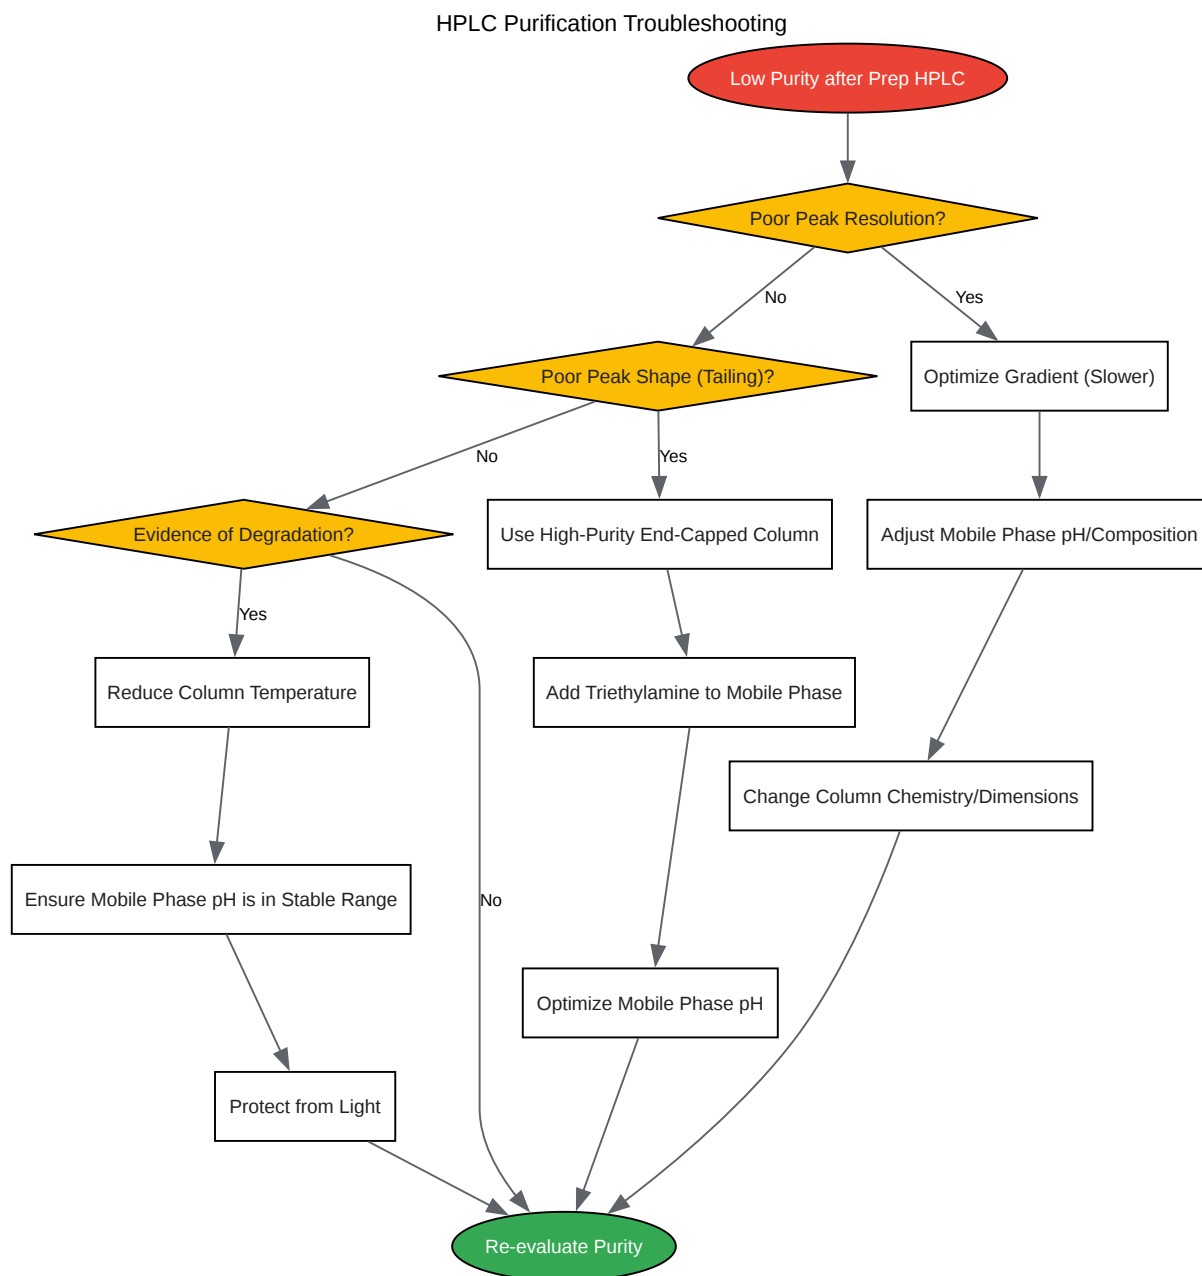 HPLC Purification Troubleshooting
Low Purity after Prep HPLC
Poor Peak Resolution?
No
Yes
Poor Peak Shape (Tailing)?
Optimize Gradient (Slower)
No
Yes
Evidence of Degradation?
Use High-Purity End-Capped Column
Adjust Mobile Phase pH/Composition
Yes
Reduce Column Temperature
Add Triethylamine to Mobile Phase
Change Column Chemistry/Dimensions
Ensure Mobile Phase pH is in Stable Range
No
Optimize Mobile Phase pH
Protect from Light
Re-evaluate Purity